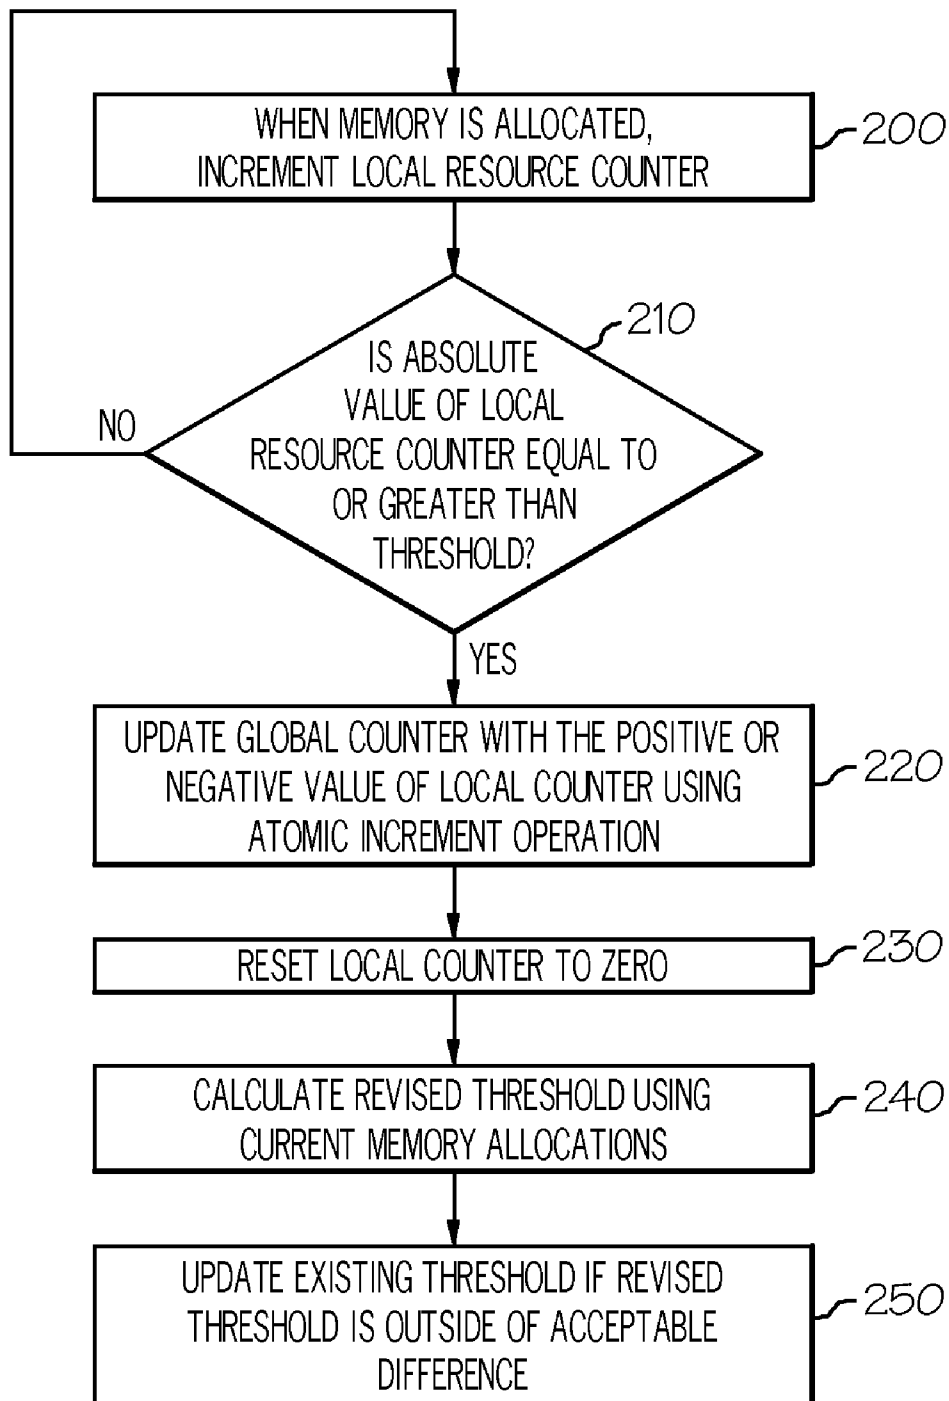 WHEN MEMORY IS ALLOCATED,
INCREMENT LOCAL RESOURCE COUNTER
200
210
IS ABSOLUTE
VALUE OF LOCAL
RESOURCE COUNTER EQUAL TO
OR GREATER THAN
THRESHOLD?
NO
YES
UPDATE GLOBAL COUNTER WITH THE POSITIVE OR
NEGATIVE VALUE OF LOCAL COUNTER USING
ATOMIC INCREMENT OPERATION
220
RESET LOCAL COUNTER TO ZERO
230
CALCULATE REVISED THRESHOLD USING
CURRENT MEMORY ALLOCATIONS
240
UPDATE EXISTING THRESHOLD IF REVISED
THRESHOLD IS OUTSIDE OF ACCEPTABLE
DIFFERENCE
250